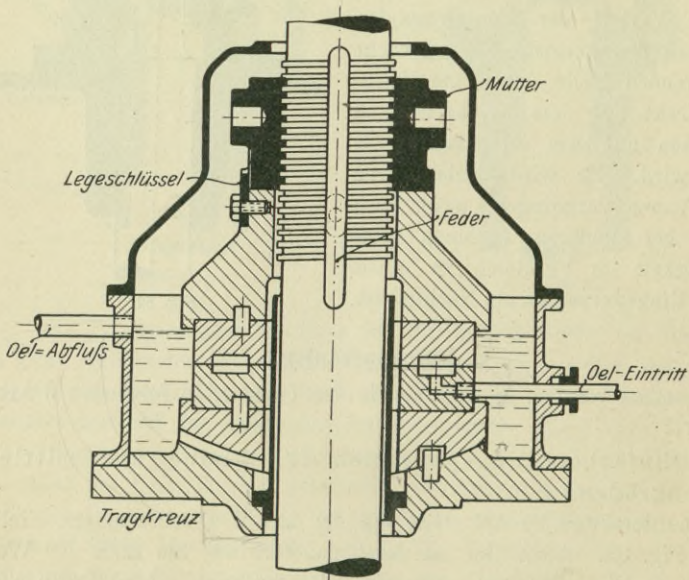 Mutter
Legeschlüssel
Feder
Oel=Abfluſs
Oel-Eintritt
Tragkreuz